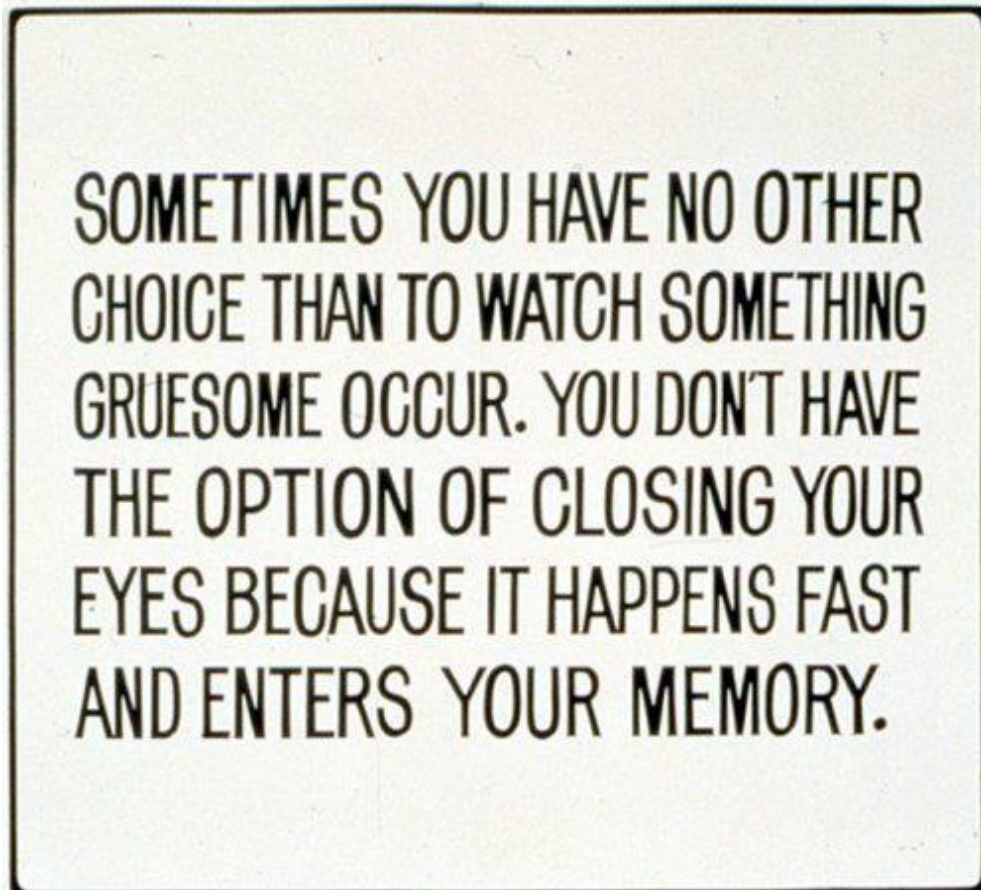 SOMETIMES YOU HAVE NO OTHER
CHOICE THAN TO WATCH SOMETHING
GRUESOME OCCUR. YOU DON'T HAVE
THE OPTION OF CLOSING YOUR
EYES BECAUSE IT HAPPENS FAST
AND ENTERS YOUR MEMORY.